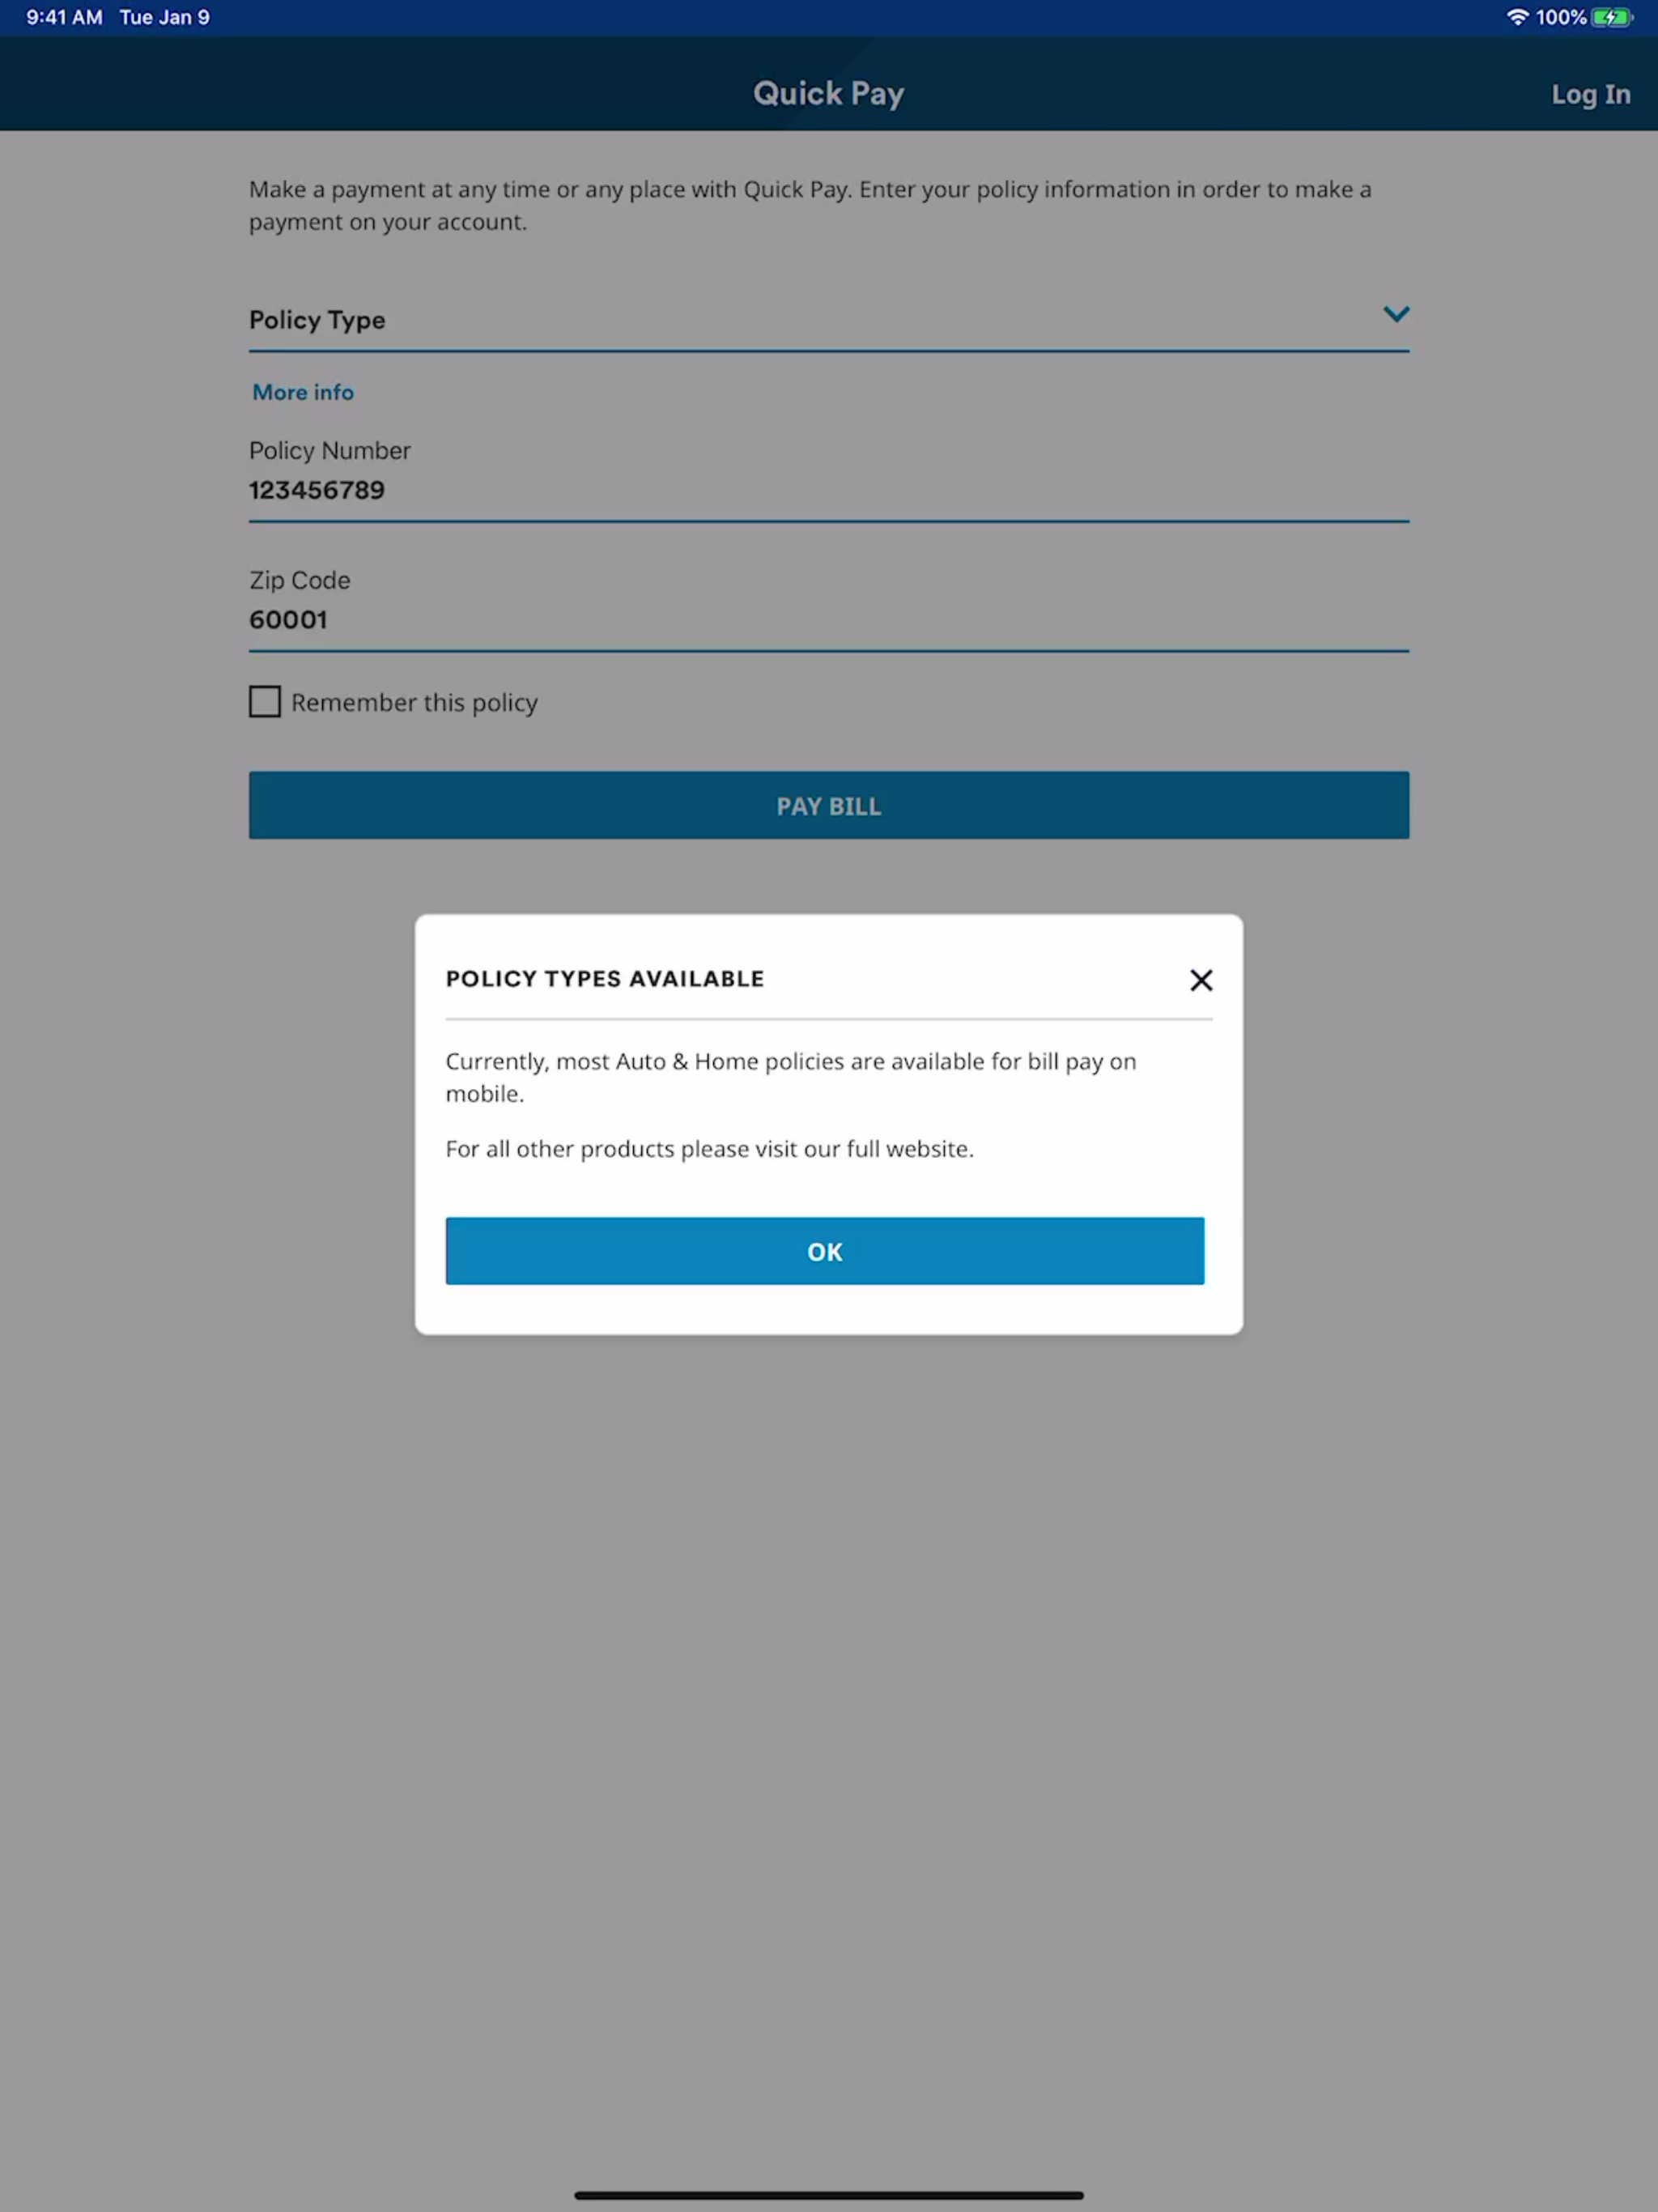 9:41 AM Tue Jan 9
100%
Quick Pay
Log In
Make a payment at any time or any place with Quick Pay. Enter your policy information in order to make a
payment on your account.
Policy Type
More info
Policy Number
123456789
Zip Code
60001
Remember this policy
PAY BILL
POLICY TYPES AVAILABLE
Currently, most Auto & Home policies are available for bill pay on
mobile.
For all other products please visit our full website.
OK